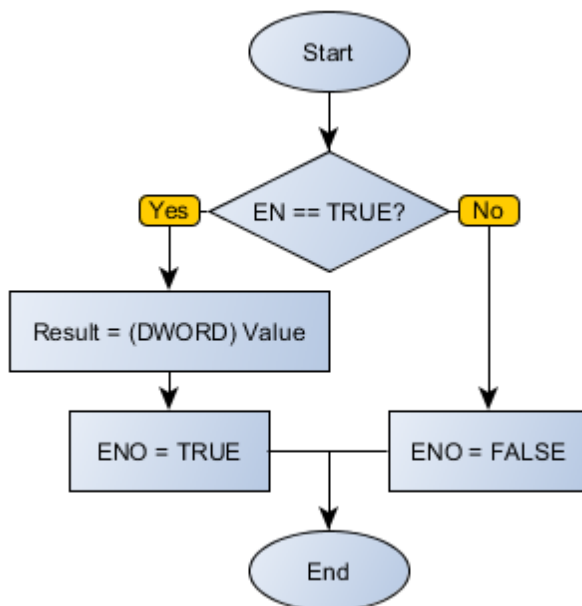 Start
EN == TRUE?
Yes
No
Result = (DWORD) Value
ENO = TRUE
ENO = FALSE
End